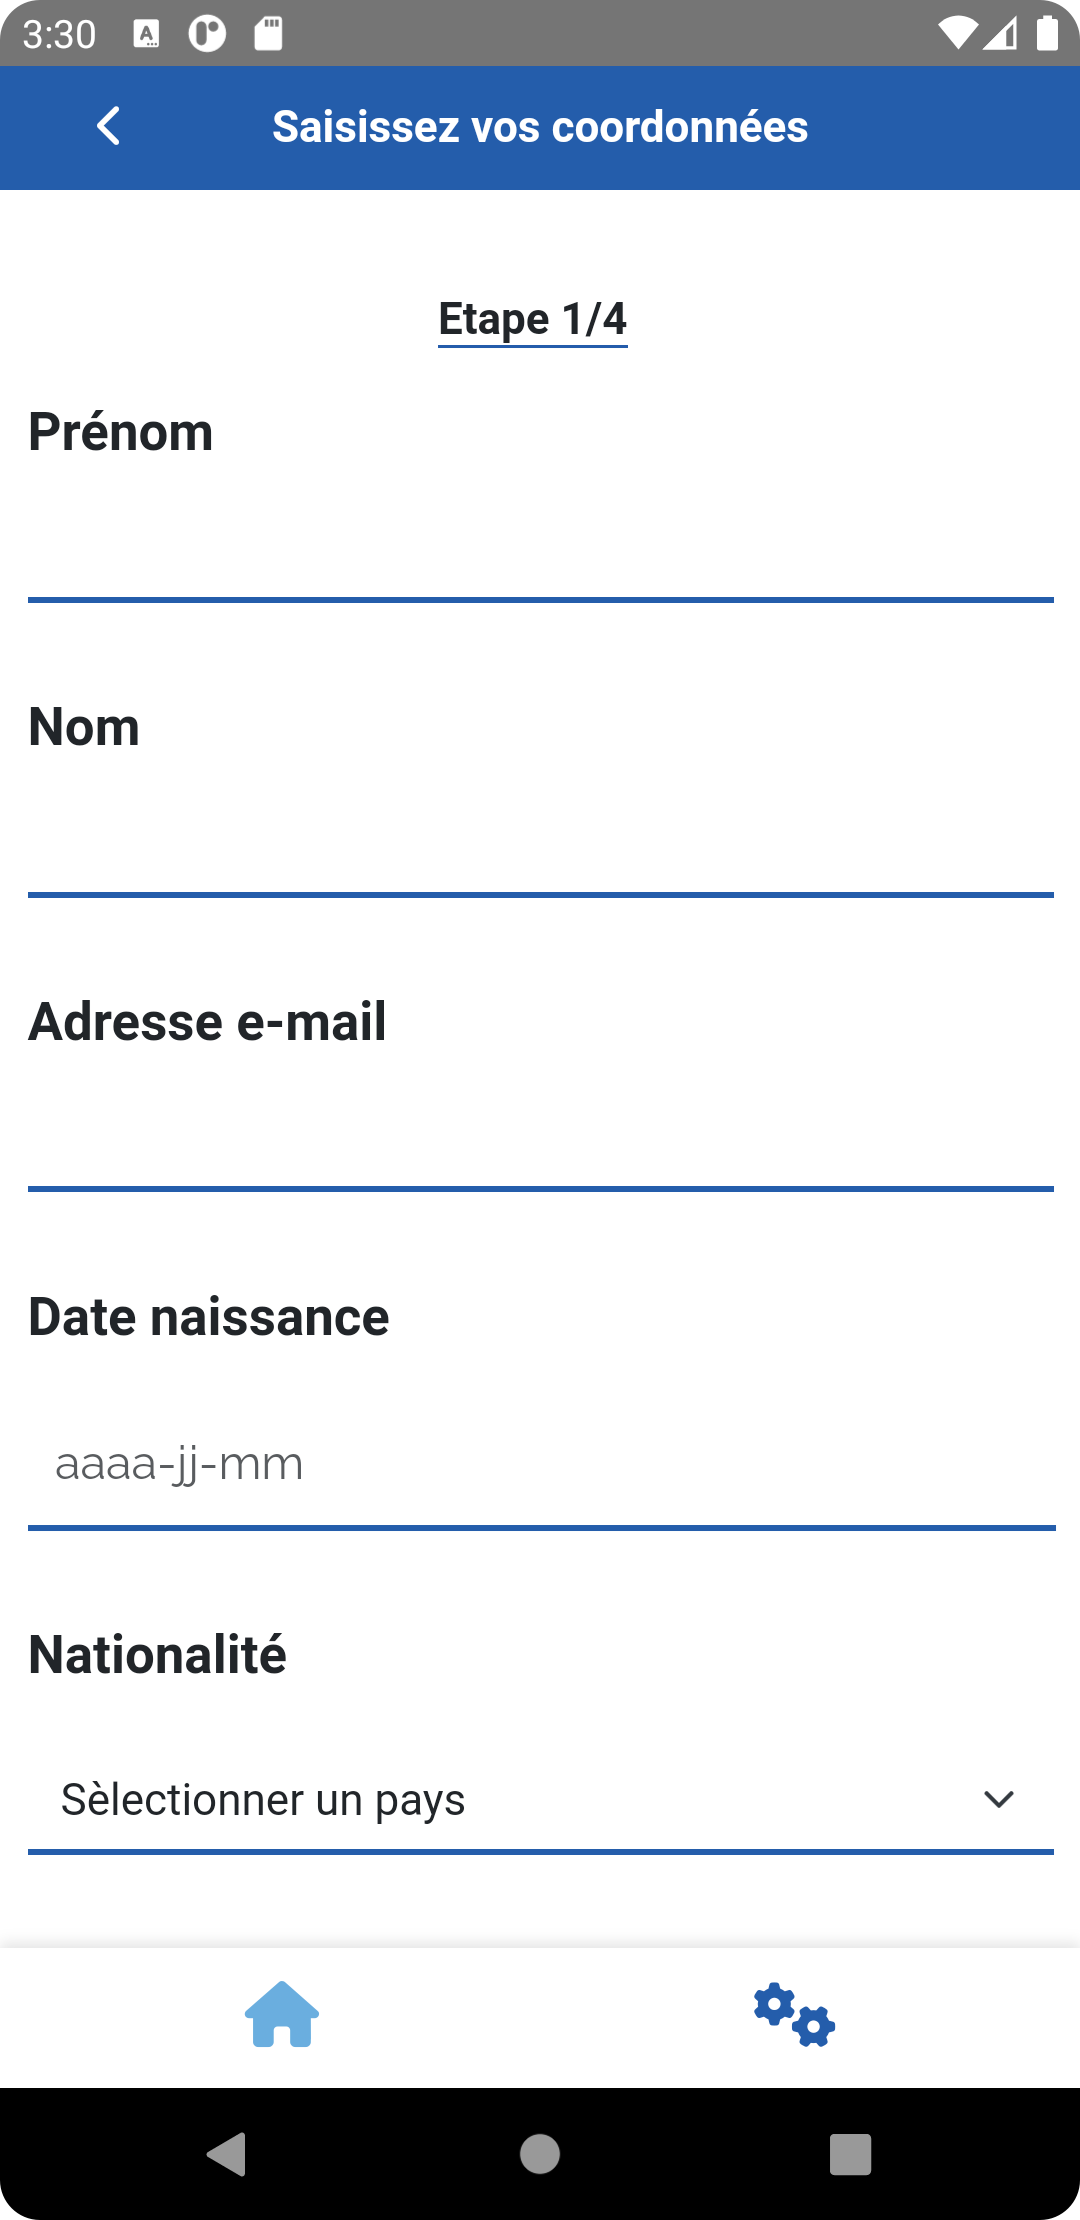 3:30
Saisissez vos coordonnées
Etape 1/4
Prénom
Nom
Adresse e-mail
Date naissance
aaaa-jj-mm
Nationalité
Sèlectionner un pays